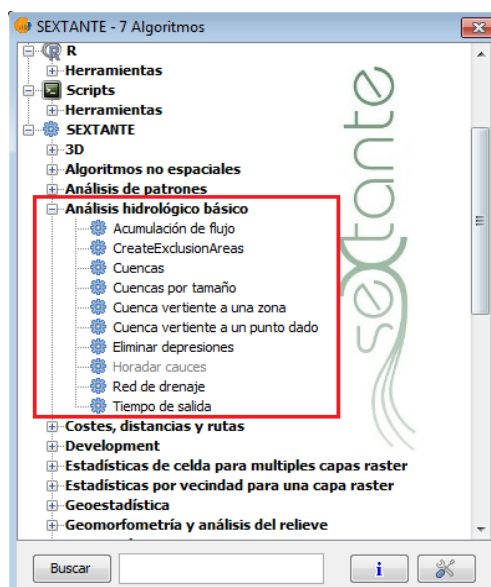 SEXTANTE - 7 Algoritmos
R
Herramientas
Scripts
Herramientas
SEXTANTE
3D
Algoritmos no espaciales
Análisis de patrones
Análisis hidrológico básico
Acumulación de flujo
CreateExclusionAreas
Cuencas
Cuencas por tamaño
Cuenca vertiente a una zona
Cuenca vertiente a un punto dado
Eliminar depresiones
Horadar cauces
Red de drenaje
Tiempo de salida
Costes, distancias y rutas
Development
Estadísticas de celda para multiples capas raster
Estadísticas por vecindad para una capa raster
Geoestadística
Geomorfometría y análisis del relieve
sextante
Buscar
i